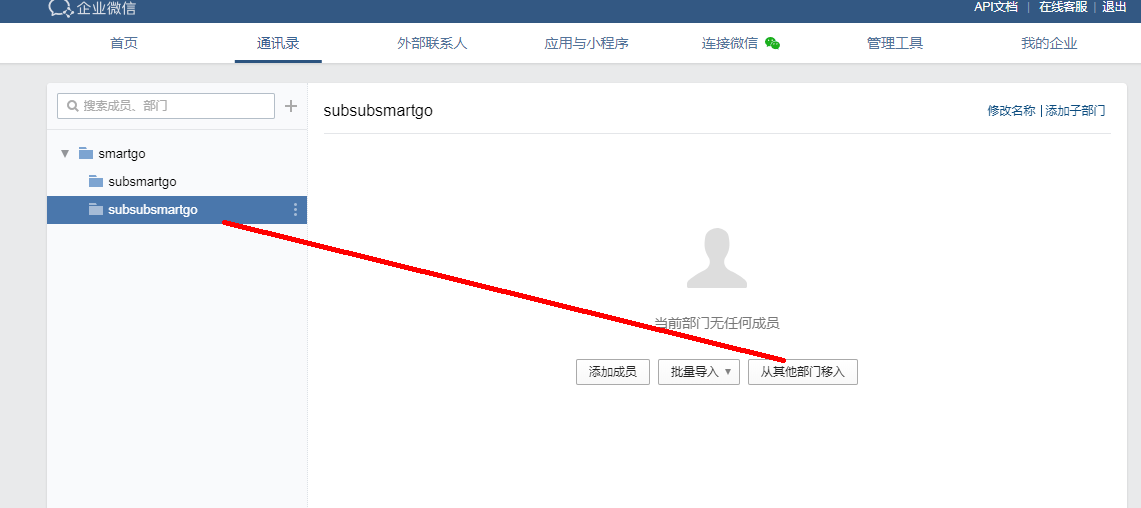 企业微信
API文档 | 在线客服 | 退出
首页 通讯录 外部联系人 应用与小程序 连接微信 管理工具 我的企业
搜索成员、部门
smartgo
subsmartgo
subsubsmartgo
subsubsmartgo
修改名称 | 添加子部门
当前部门无任何成员
添加成员 批量导入 从其他部门移入